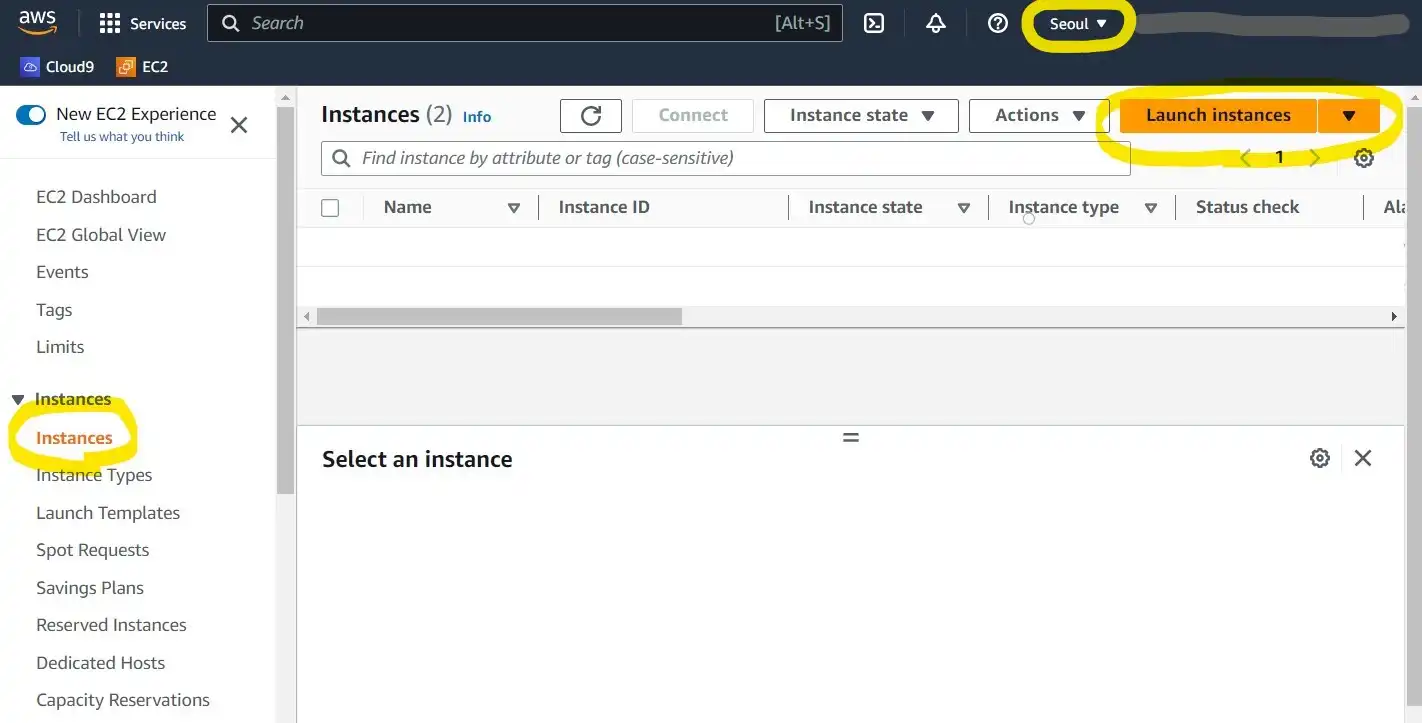 aws Services Search [Alt+S] Seoul
Cloud9 EC2
New EC2 Experience
Tell us what you think
EC2 Dashboard
EC2 Global View
Events
Tags
Limits
Instances
Instances
Instance Types
Launch Templates
Spot Requests
Savings Plans
Reserved Instances
Dedicated Hosts
Capacity Reservations
Instances (2) Info Connect Instance state Actions Launch instances
Find instance by attribute or tag (case-sensitive) 1
Name Instance ID Instance state Instance type Status check
Select an instance